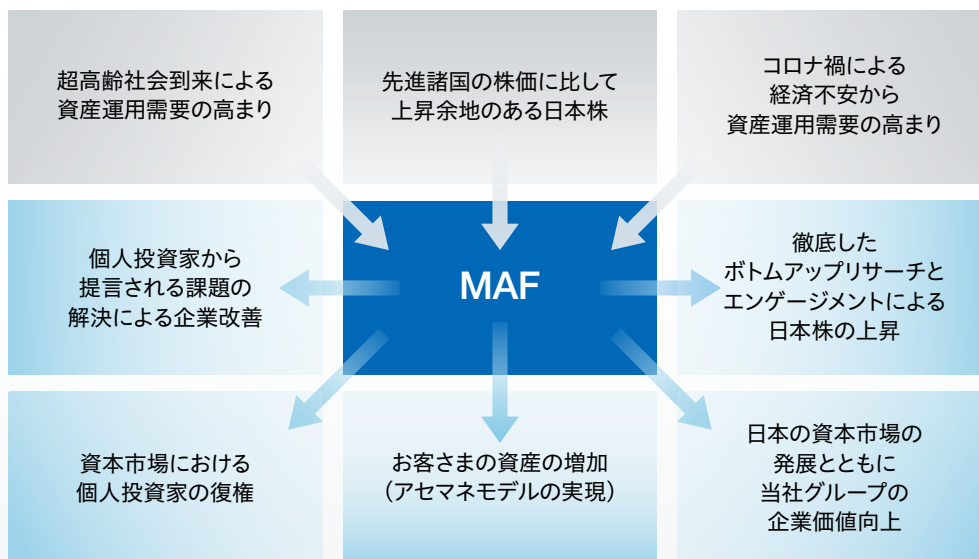 超高齢社会到来による
資産運用需要の高まり
先進諸国の株価に比して
上昇余地のある日本株
コロナ禍による
経済不安から
資産運用需要の高まり
個人投資家から
提言される課題の
解決による企業改善
MAF
徹底した
ボトムアップリサーチと
エンゲージメントによる
日本株の上昇
資本市場における
個人投資家の復権
お客さまの資産の増加
（アセマネモデルの実現）
日本の資本市場の
発展とともに
当社グループの
企業価値向上